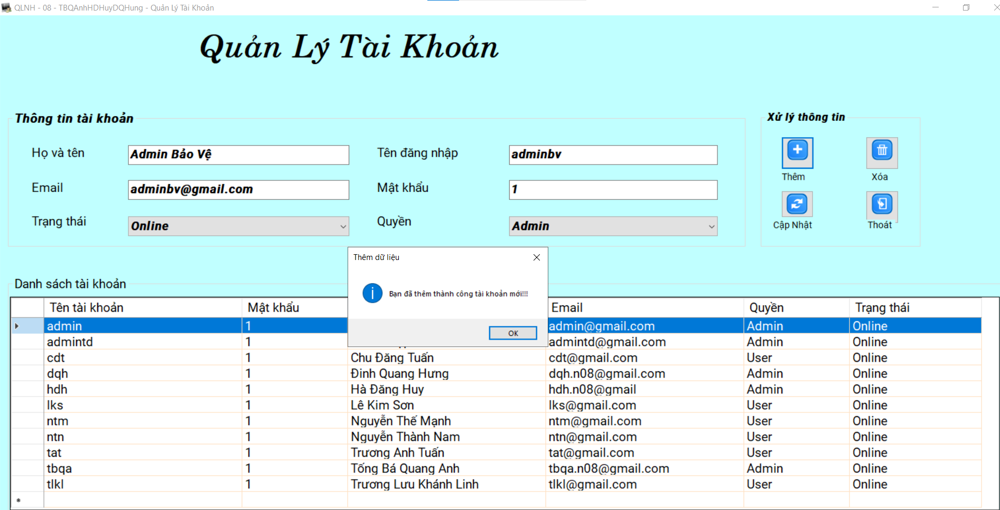 QLNH - 08 - TBQAnhHDHuyDQHung - Quản Lý Tài Khoản
Quản Lý Tài Khoản
Thông tin tài khoản
Họ và tên Admin Bảo Vệ Tên đăng nhập adminbv
Email adminbv@gmail.com Mật khẩu 1
Trạng thái Online Quyền Admin
Xử lý thông tin
Thêm Xóa
Cập Nhật Thoát
Thêm dữ liệu
Bạn đã thêm thành công tài khoản mới!!!
OK
Danh sách tài khoản
Tên tài khoản Mật khẩu Email Quyền Trạng thái
admin 1 admin@gmail.com Admin Online
admintd 1 admintd@gmail.com Admin Online
cdt 1 Chu Đăng Tuấn cdt@gmail.com User Online
dqh 1 Đinh Quang Hưng dqh.n08@gmail.com Admin Online
hdh 1 Hà Đăng Huy hdh.n08@gmail Admin Online
lks 1 Lê Kim Sơn lks@gmail.com User Online
ntm 1 Nguyễn Thế Mạnh ntm@gmail.com User Online
ntn 1 Nguyễn Thành Nam ntn@gmail.com User Online
tat 1 Trương Anh Tuấn tat@gmail.com User Online
tbqa 1 Tống Bá Quang Anh tbqa.n08@gmail.com Admin Online
tlkl 1 Trương Lưu Khánh Linh tlkl@gmail.com User Online